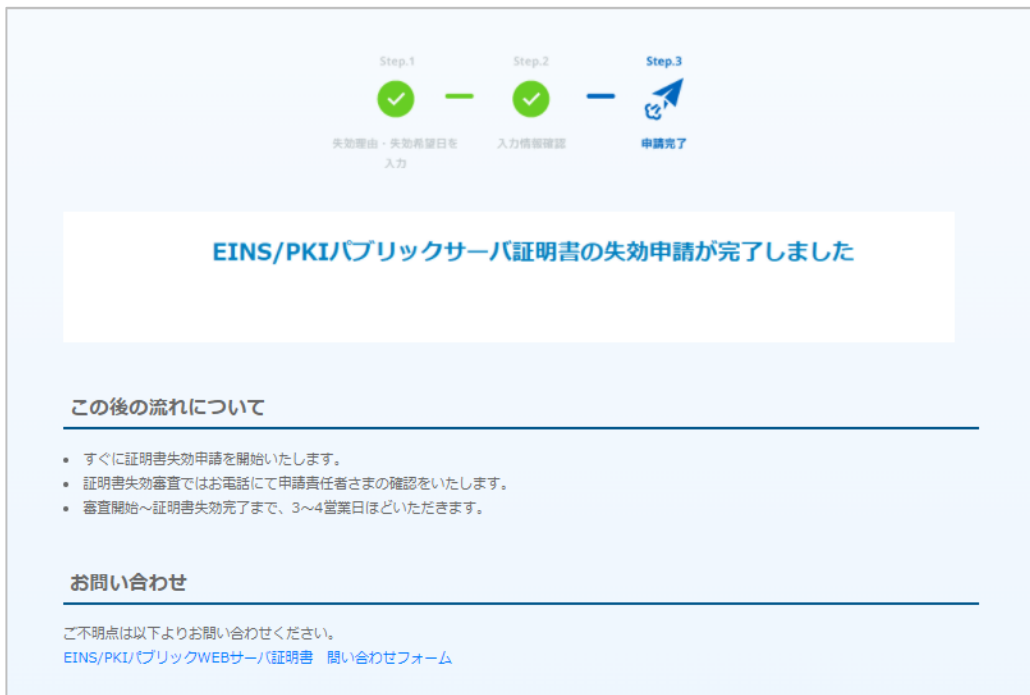 Step.1
Step.2
Step.3
失効理由・失効希望日を
入力
入力情報確認
申請完了
EINS/PKIパブリックサーバ証明書の失効申請が完了しました
この後の流れについて
すぐに証明書失効申請を開始いたします。
証明書失効審査ではお電話にて申請責任者さまの確認をいたします。
審査開始～証明書失効完了まで、3～4営業日ほどいただきます。
お問い合わせ
ご不明点は以下よりお問い合わせください。
EINS/PKIパブリックWEBサーバ証明書　問い合わせフォーム